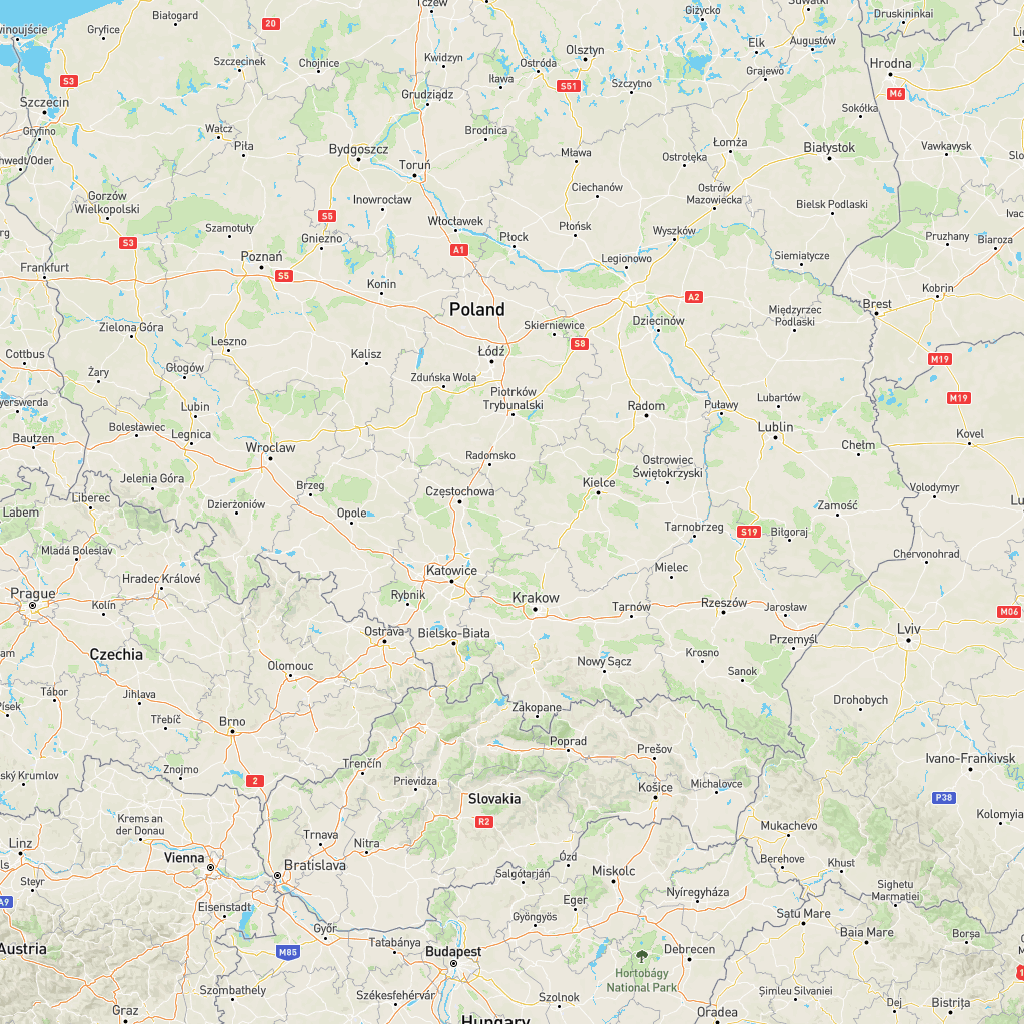 Świnoujście
Gryfice
Białogard
20
Tczew
Giżycko
Suwałki
Druskininkai
Szczecinek
Chojnice
Kwidzyn
Ostróda
Olsztyn
Ełk
Augustów
S3
Iława
S51
Szczytno
Grajewo
Hrodna
M6
Szczecin
Grudziądz
Sokółka
Gryfino
Wałcz
Piła
Brodnica
Bydgoszcz
Toruń
Mława
Ostrołęka
Łomża
Białystok
Vawkavysk
Schwedt/Oder
Gorzów
Wielkopolski
Inowrocław
Ciechanów
Ostrów
Mazowiecka
Bielsk Podlaski
S5
Włocławek
Płock
Płońsk
Wyszków
S3
Szamotuły
Gniezno
A1
Pruzhany
Biaroza
Frankfurt
Poznań
S5
Konin
Legionowo
Siemiatycze
Kobrin
Poland
A2
Brest
Zielona Góra
Leszno
Skierniewice
Dzięcinów
Międzyrzec
Podlaski
Cottbus
Kalisz
Łódź
S8
M19
Żary
Głogów
Zduńska Wola
Piotrków
Trybunalski
M19
Lubin
Radom
Puławy
Lubartów
Bolesławiec
Legnica
Lublin
Bautzen
Wroclaw
Radomsko
Chełm
Kovel
Jelenia Góra
Brzeg
Ostrowiec
Świętokrzyski
Kielce
Liberec
Dzierżoniów
Częstochowa
Volodymyr
Labem
Opole
Zamość
Tarnobrzeg
S19
Biłgoraj
Mladá Boleslav
Chervonohrad
Hradec Králové
Katowice
Mielec
Prague
Kolín
Rybnik
Krakow
Tarnów
Rzeszów
Jarosław
M06
Ostrava
Bielsko-Biała
Przemyśl
Lviv
Czechia
Olomouc
Nowy Sącz
Krosno
Sanok
Tábor
Jihlava
Drohobych
Písek
Třebíč
Brno
Zakopane
Poprad
Prešov
Ivano-Frankivsk
Český Krumlov
Znojmo
2
Trenčín
Prievidza
Košice
Michalovce
Slovakia
P38
Krems an
der Donau
R2
Kolomyia
Linz
Trnava
Nitra
Mukachevo
Vienna
Bratislava
Ózd
Berehove
Khust
Steyr
Salgótarján
Miskolc
A9
Eisenstadt
Eger
Nyíregyháza
Sighetu
Marmației
Győr
Gyöngyös
Satu Mare
Austria
M85
Tatabánya
Budapest
Debrecen
Baia Mare
Borșa
Hortobágy
National Park
Szombathely
Székesfehérvár
Szolnok
Șimleu Silvaniei
Dej
Bistrița
Graz
Hungary
Oradea